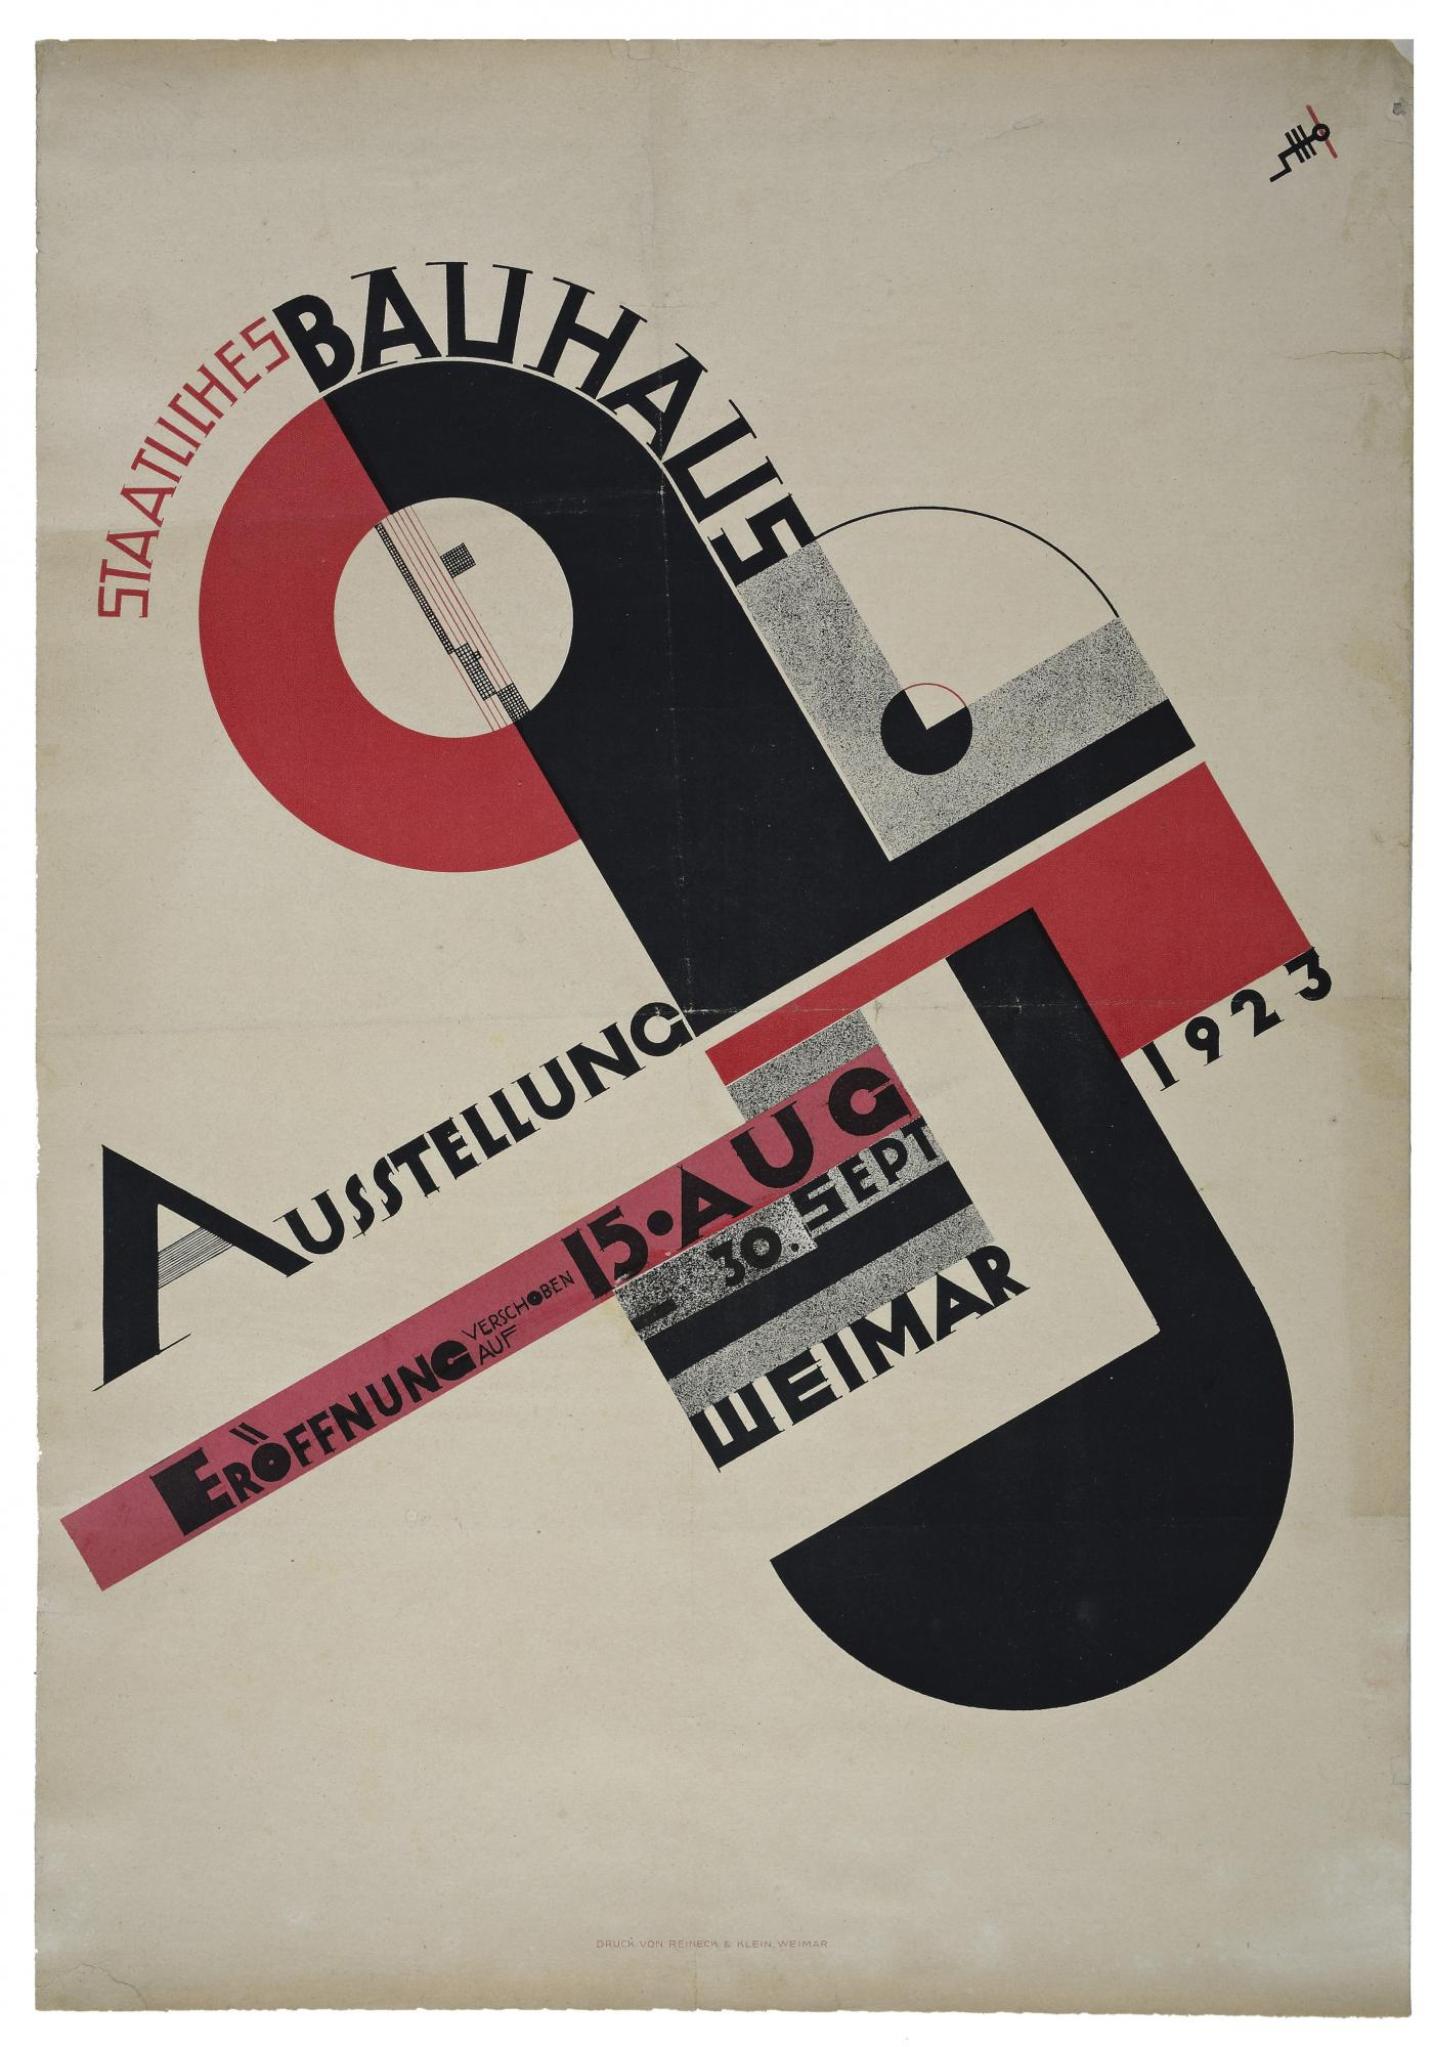 STAATLICHES BAUHAUS
AUSSTELLUNG
1923
ERÖFFNUNG VERSCHOBEN AUF 15. AUG
– 30. SEPT
WEIMAR
DRUCK VON REINECK & KLEIN, WEIMAR